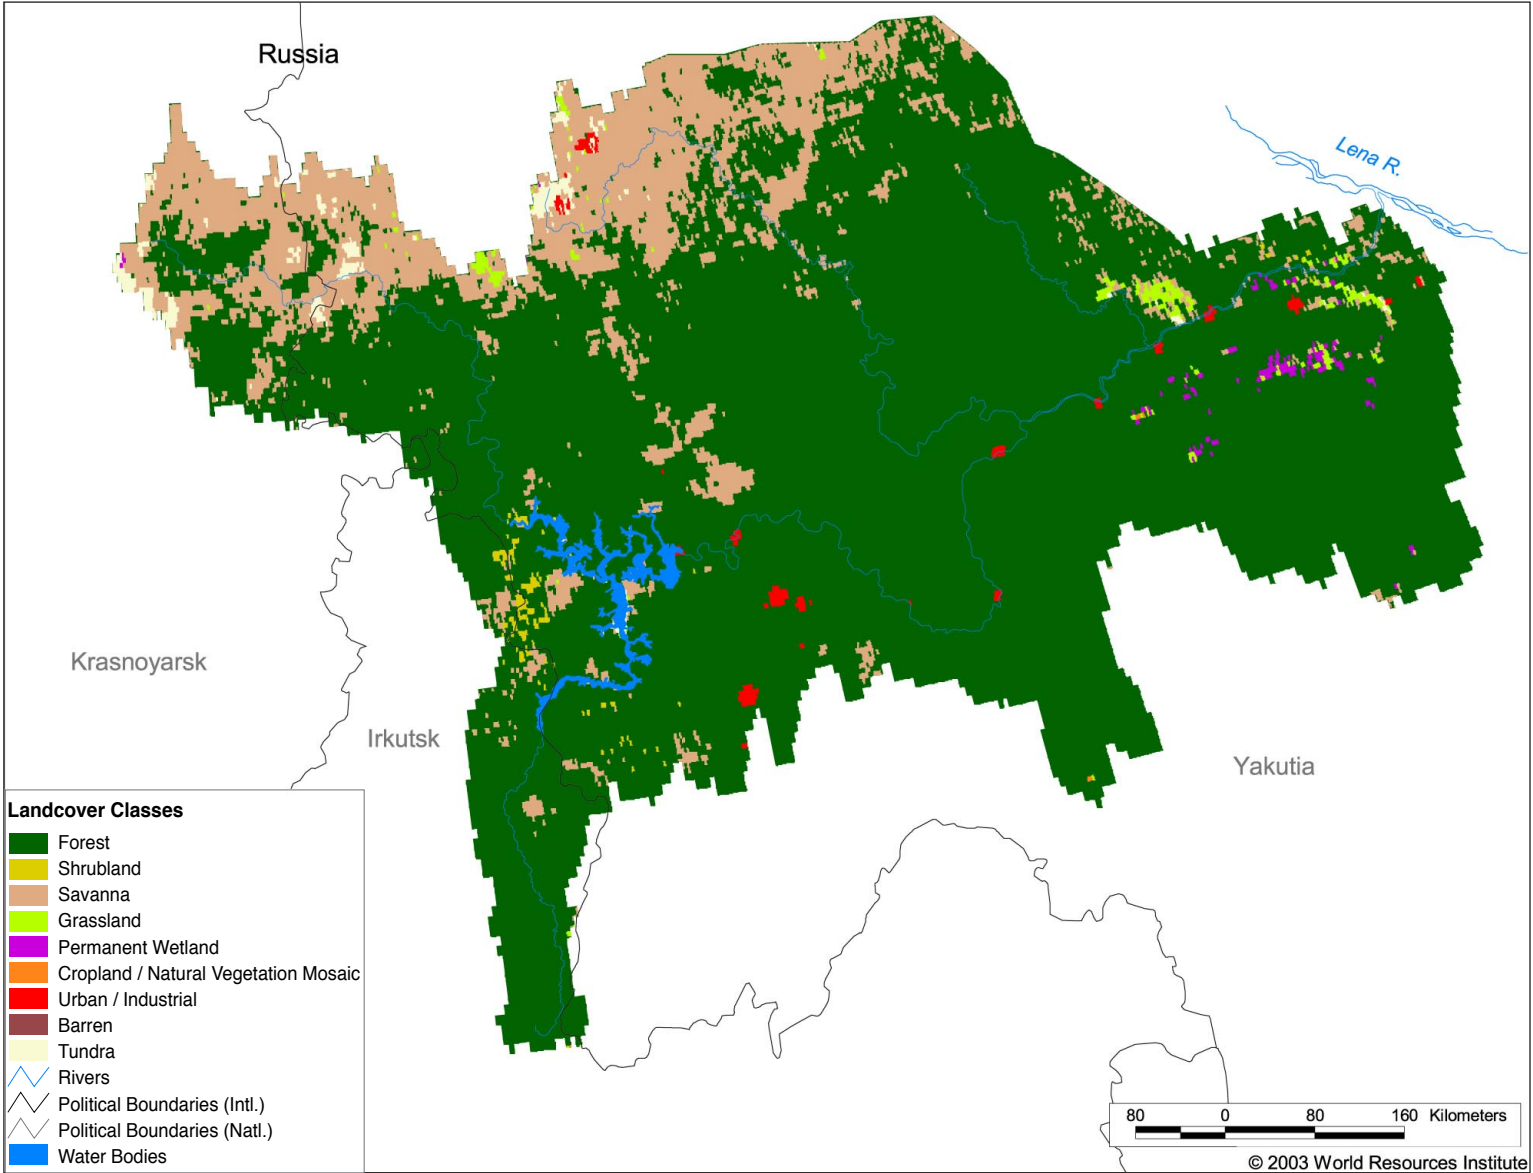 Russia
Lena R.
Krasnoyarsk
Irkutsk
Yakutia
Landcover Classes
Forest
Shrubland
Savanna
Grassland
Permanent Wetland
Cropland / Natural Vegetation Mosaic
Urban / Industrial
Barren
Tundra
Rivers
Political Boundaries (Intl.)
Political Boundaries (Natl.)
Water Bodies
80 0 80 160 Kilometers
© 2003 World Resources Institute